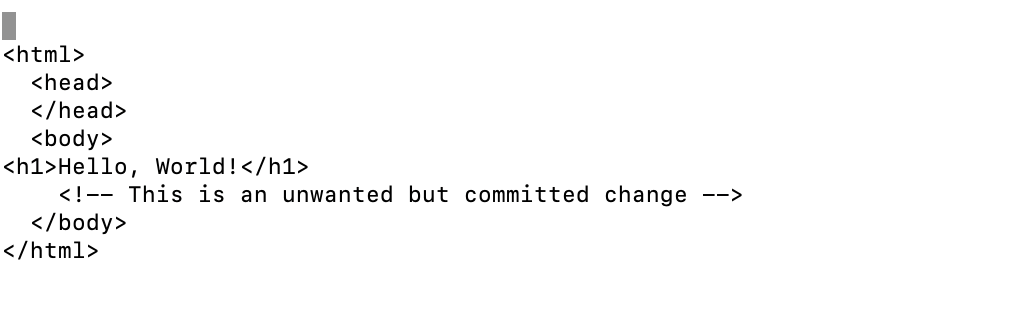 <html>
  <head>
  </head>
  <body>
<h1>Hello, World!</h1>
    <!-- This is an unwanted but committed change -->
  </body>
</html>